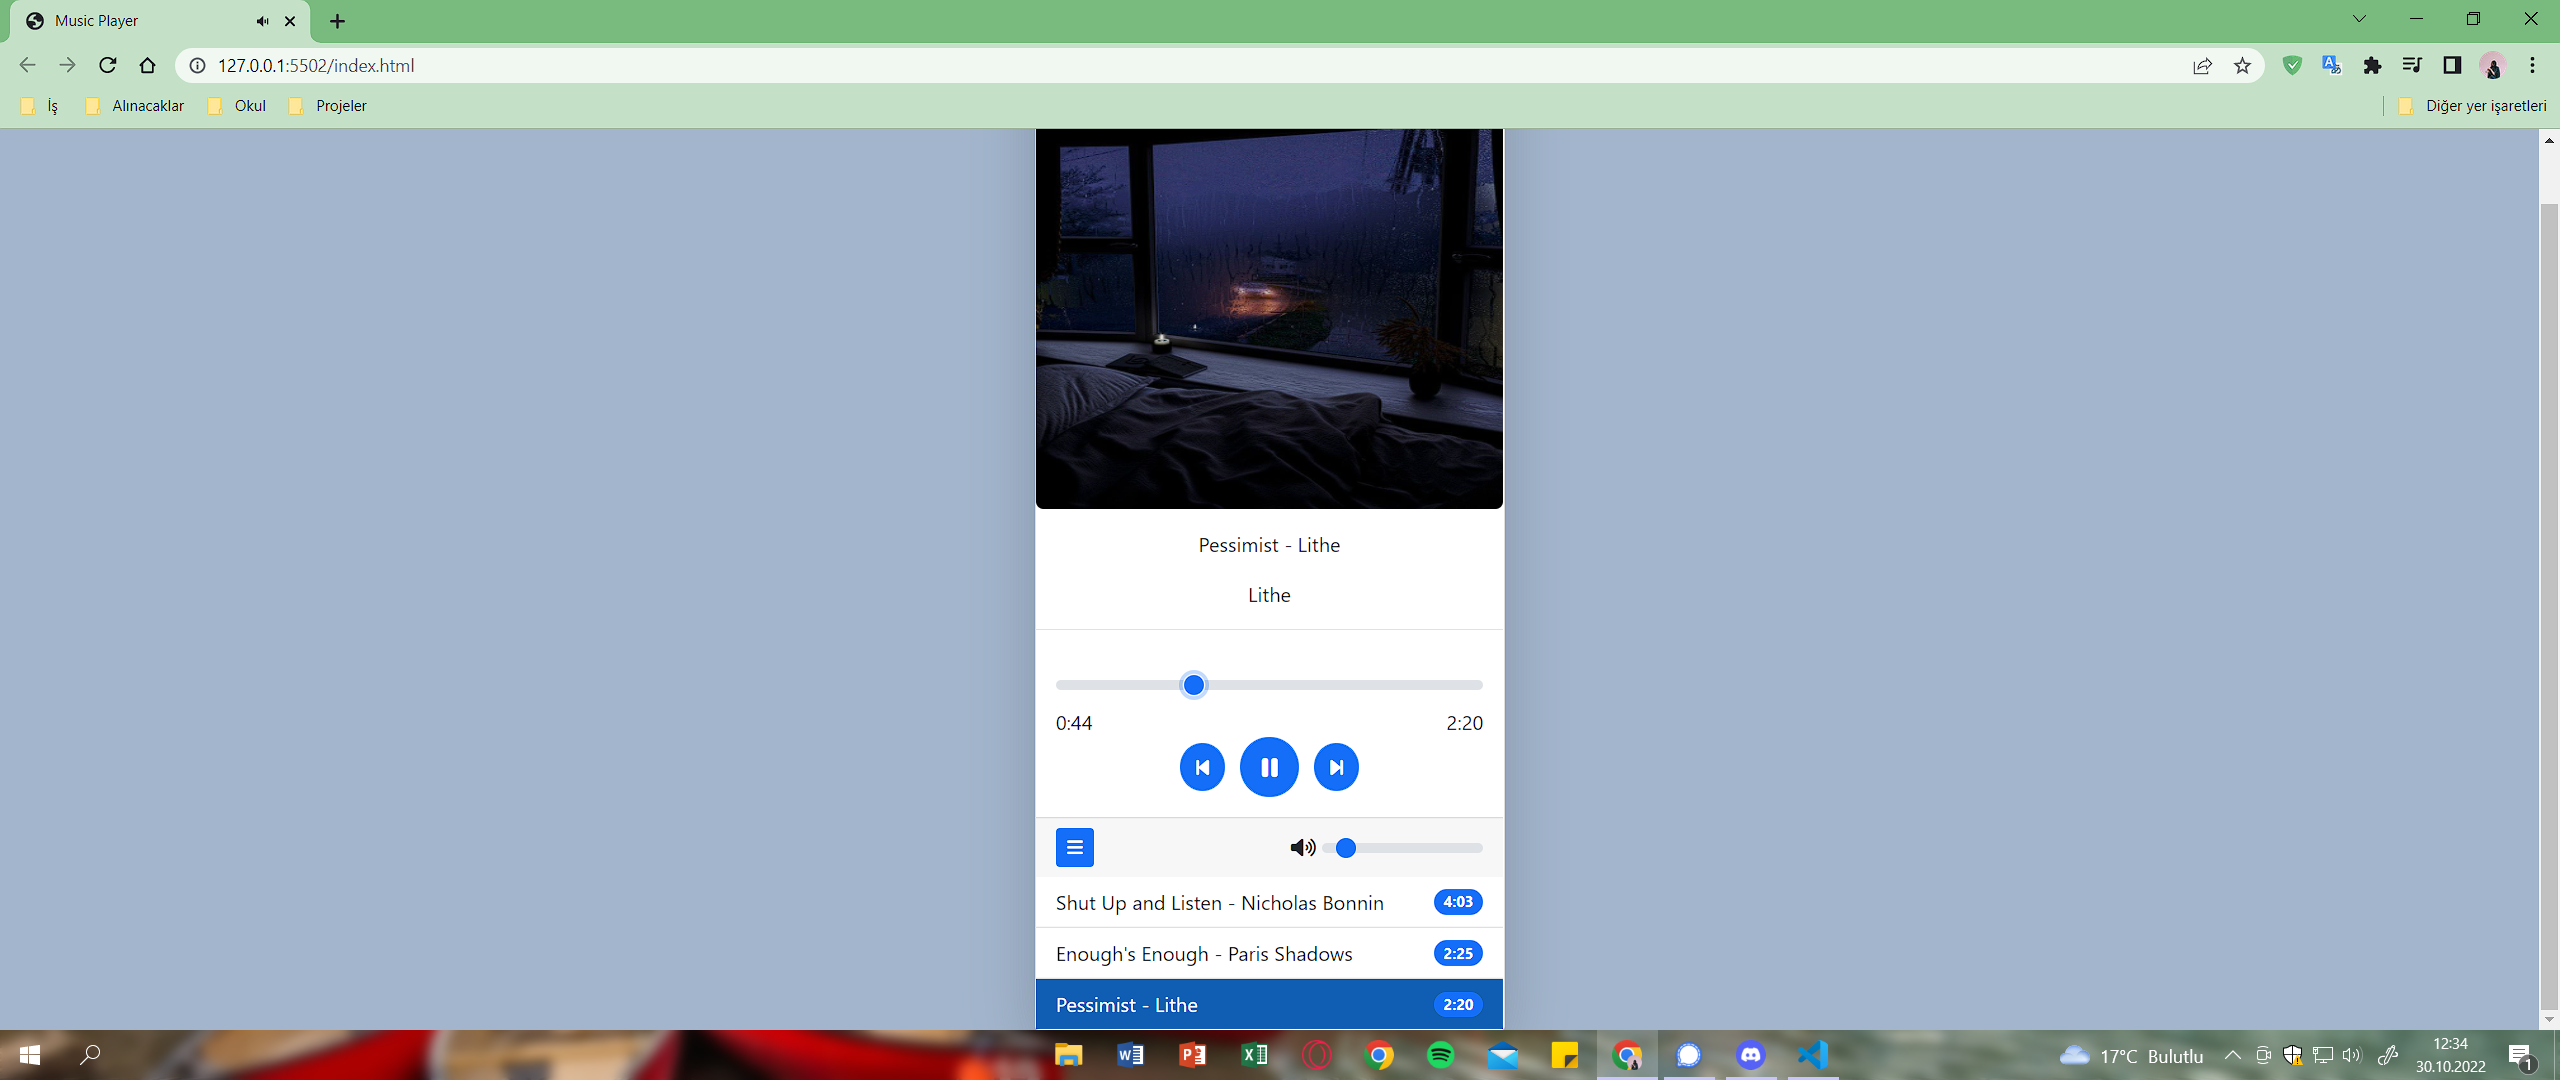 Music Player
127.0.0.1:5502/index.html
İş Alınacaklar Okul Projeler Diğer yer işaretleri
Pessimist - Lithe
Lithe
0:44 2:20
Shut Up and Listen - Nicholas Bonnin 4:03
Enough's Enough - Paris Shadows 2:25
Pessimist - Lithe 2:20
17°C Bulutlu
12:34
30.10.2022
1